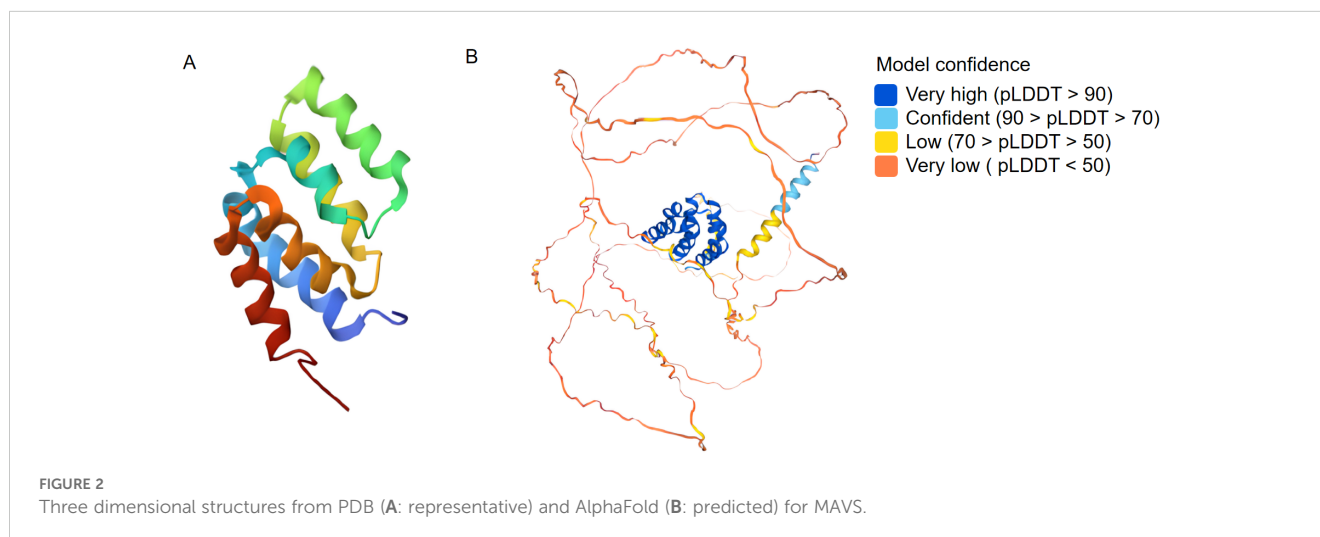 A
B
Model confidence
Very high (pLDDT > 90)
Confident (90 > pLDDT > 70)
Low (70 > pLDDT > 50)
Very low ( pLDDT < 50)
FIGURE 2
Three dimensional structures from PDB (A: representative) and AlphaFold (B: predicted) for MAVS.